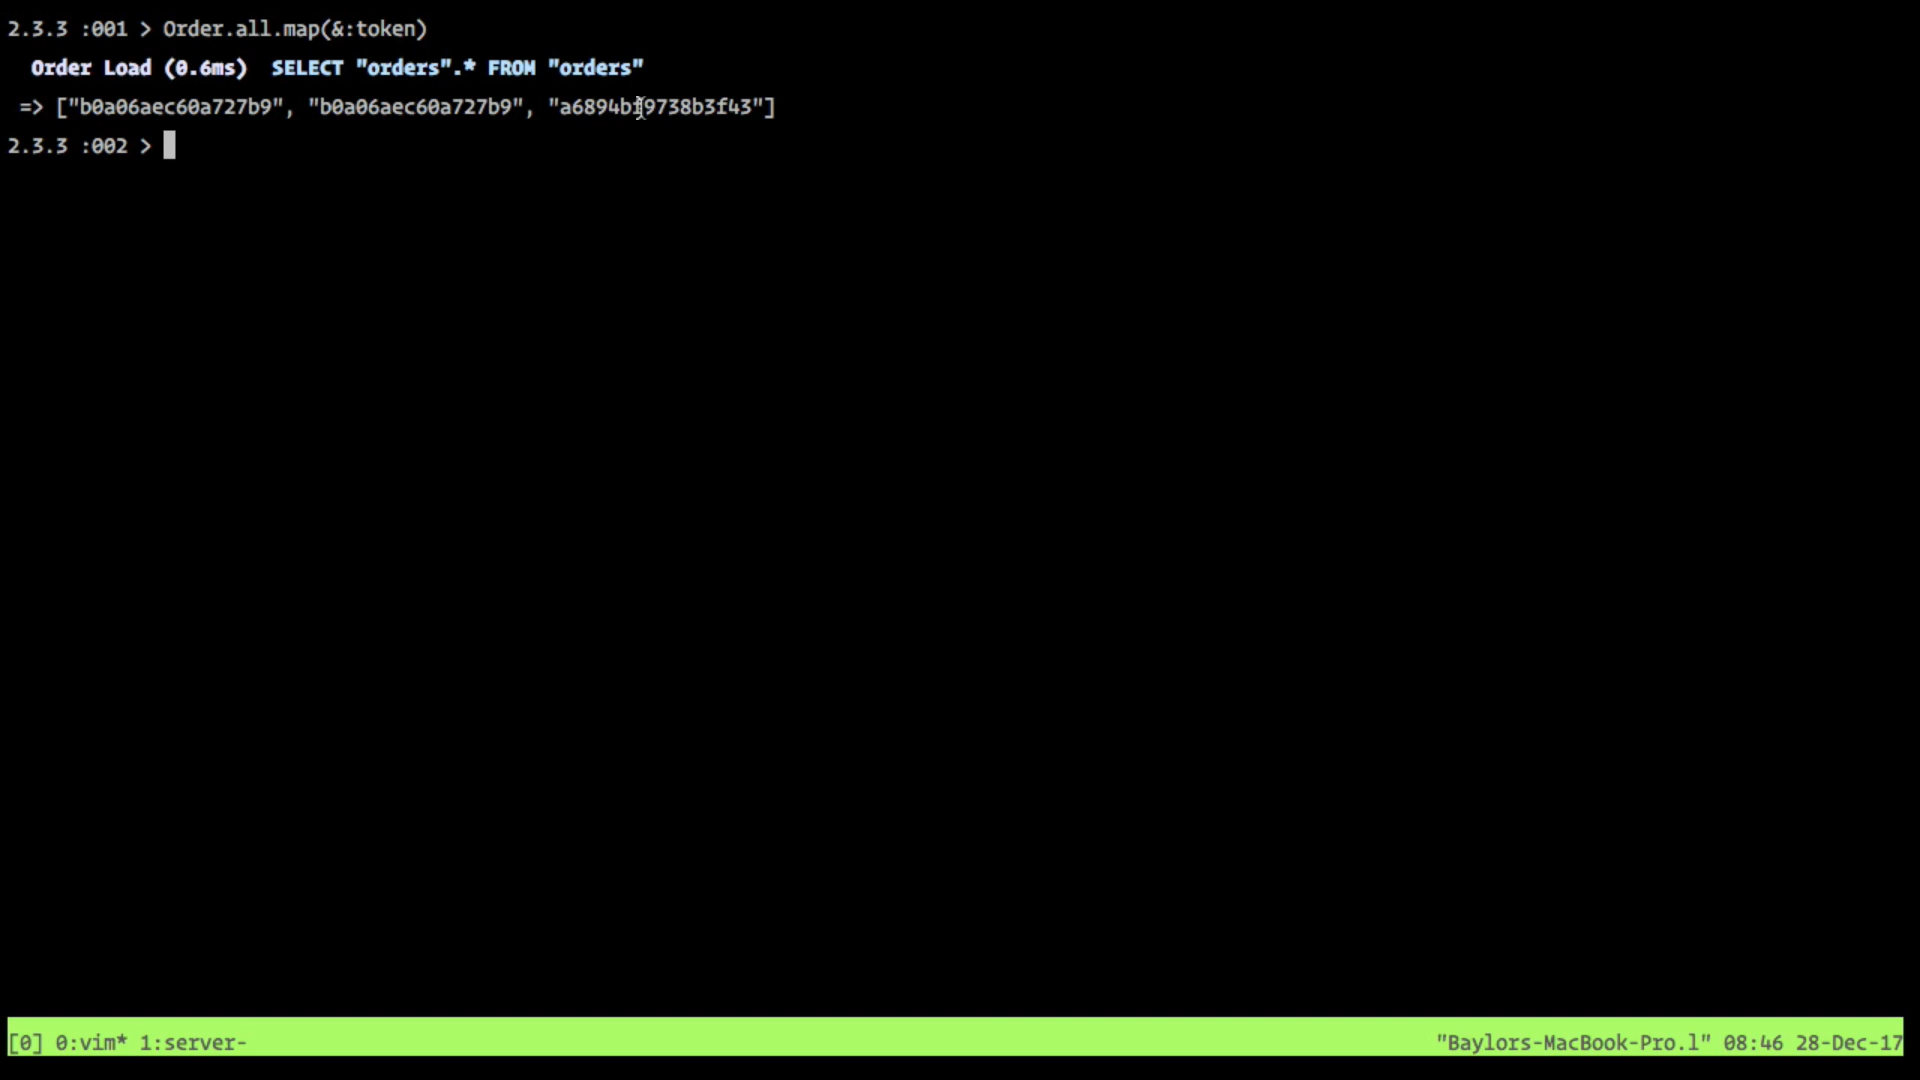 2.3.3 :001 > Order.all.map(&:token)
Order Load (0.6ms)  SELECT "orders".* FROM "orders"
=> ["b0a06aec60a727b9", "b0a06aec60a727b9", "a6894bf9738b3f43"]
2.3.3 :002 >
[0] 0:vim* 1:server-
"Baylors-MacBook-Pro.l" 08:46 28-Dec-17